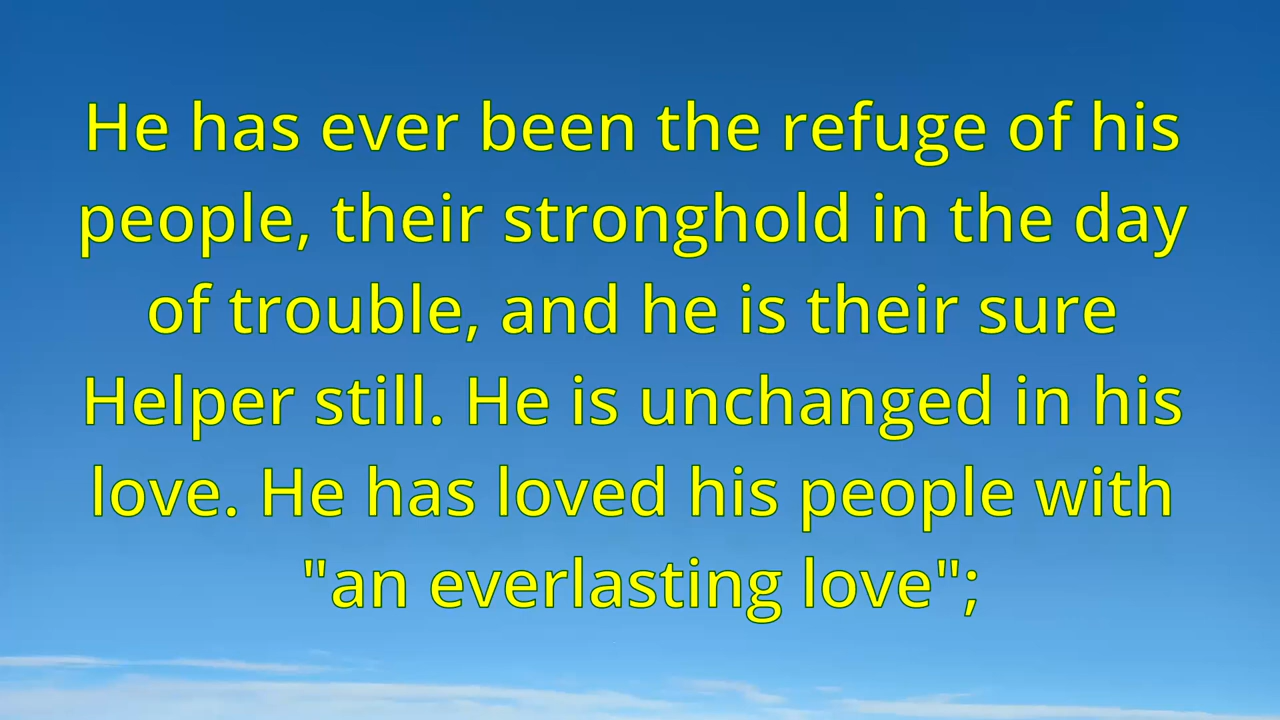 He has ever been the refuge of his
people, their stronghold in the day
of trouble, and he is their sure
Helper still. He is unchanged in his
love. He has loved his people with
"an everlasting love";